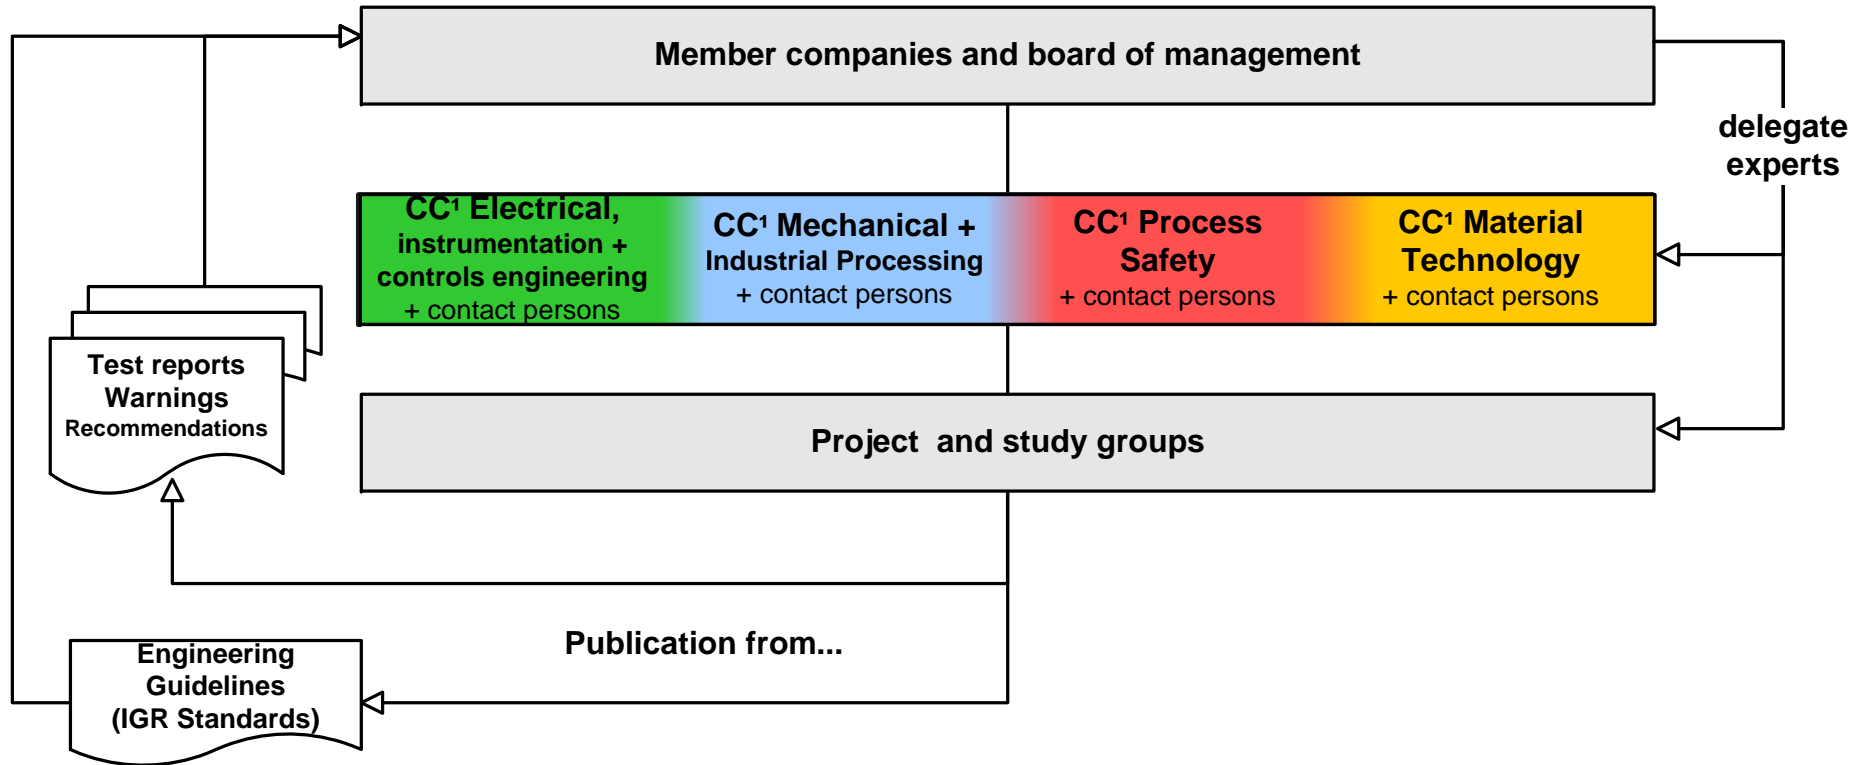 Member companies and board of management
delegate
experts
CC¹ Electrical,
instrumentation +
controls engineering
+ contact persons
CC¹ Mechanical +
Industrial Processing
+ contact persons
CC¹ Process
Safety
+ contact persons
CC¹ Material
Technology
+ contact persons
Test reports
Warnings
Recommendations
Project and study groups
Publication from...
Engineering
Guidelines
(IGR Standards)